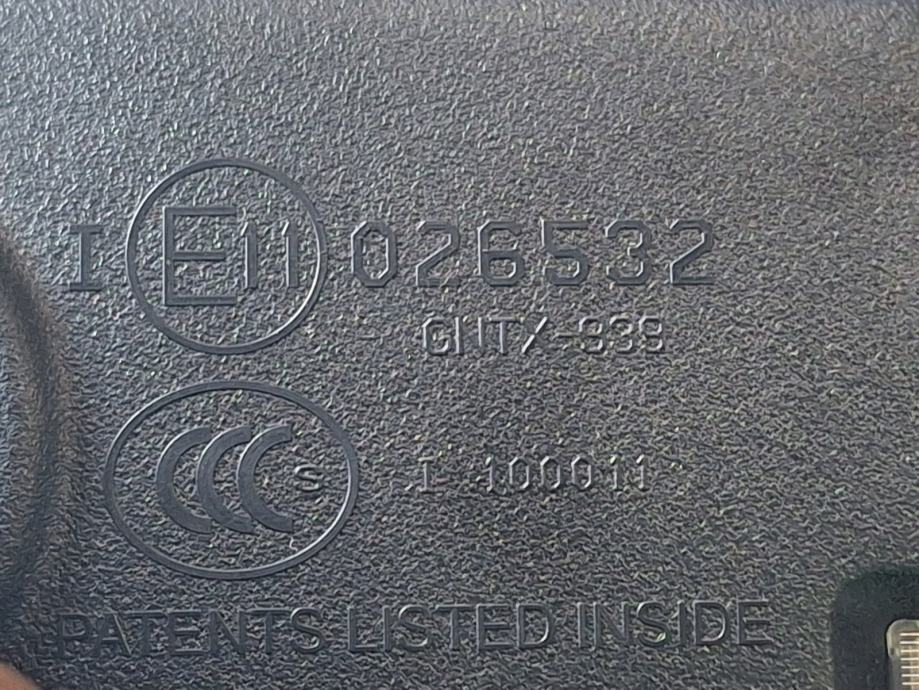 I E11 026532
GNTX-939
CCC S I 100011
PATENTS LISTED INSIDE